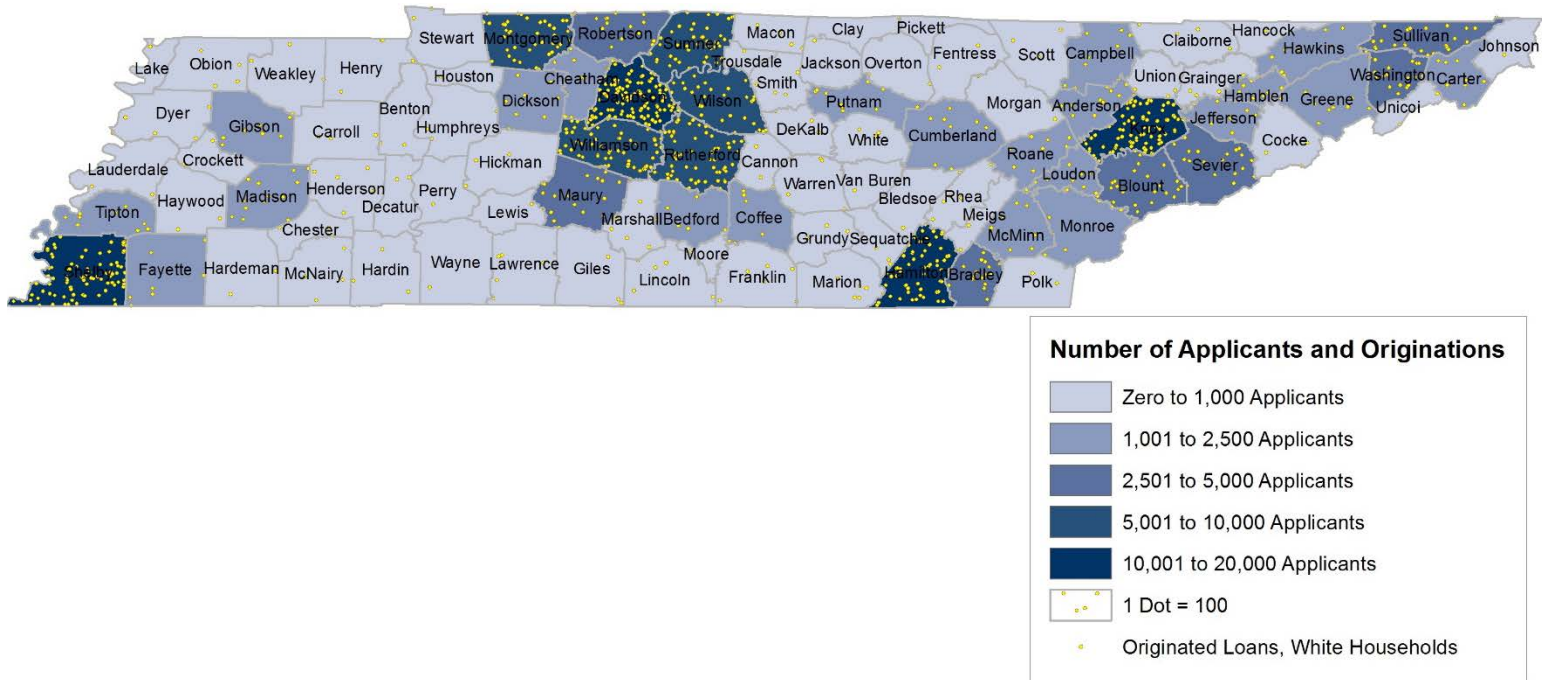 Stewart
Montgomery
Robertson
Sumner
Macon
Clay
Pickett
Hancock
Sullivan
Johnson
Lake
Obion
Weakley
Henry
Houston
Cheatham
Trousdale
Smith
Jackson
Overton
Fentress
Scott
Campbell
Claiborne
Hawkins
Washington
Carter
Union
Grainger
Hamblen
Greene
Unicoi
Dyer
Gibson
Carroll
Benton
Humphreys
Dickson
Davidson
Wilson
Putnam
Morgan
Anderson
Knox
Jefferson
Cocke
Crockett
Lauderdale
Haywood
Madison
Henderson
Decatur
Perry
Hickman
Williamson
Rutherford
Cannon
DeKalb
White
Cumberland
Roane
Loudon
Blount
Sevier
Tipton
Chester
Lewis
Maury
Marshall
Bedford
Coffee
Warren
Van Buren
Bledsoe
Rhea
Meigs
McMinn
Monroe
Shelby
Fayette
Hardeman
McNairy
Hardin
Wayne
Lawrence
Giles
Lincoln
Moore
Franklin
Grundy
Sequatchie
Marion
Hamilton
Bradley
Polk
Number of Applicants and Originations
Zero to 1,000 Applicants
1,001 to 2,500 Applicants
2,501 to 5,000 Applicants
5,001 to 10,000 Applicants
10,001 to 20,000 Applicants
1 Dot = 100
Originated Loans, White Households